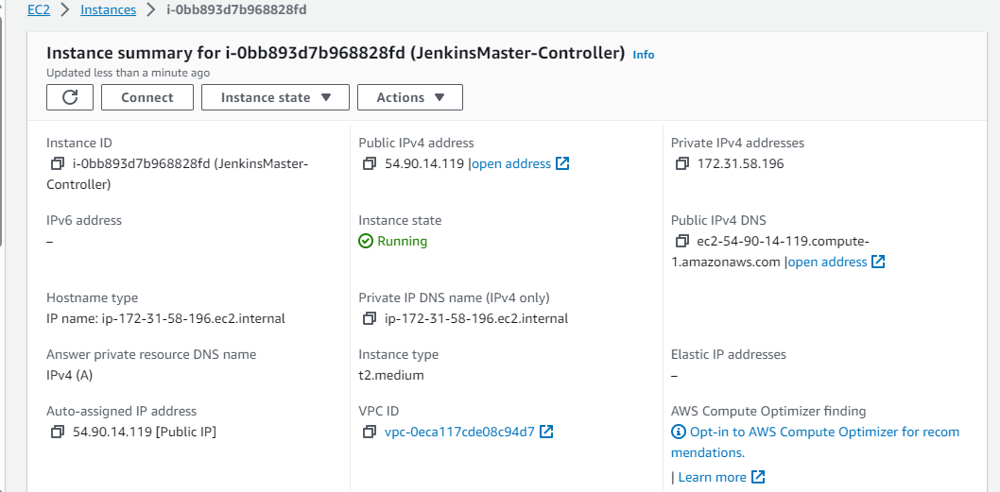 EC2 > Instances > i-0bb893d7b968828fd
Instance summary for i-0bb893d7b968828fd (JenkinsMaster-Controller) Info
Updated less than a minute ago
Connect Instance state ▼ Actions ▼
Instance ID
i-0bb893d7b968828fd (JenkinsMaster-
Controller)
Public IPv4 address
54.90.14.119 |open address
Private IPv4 addresses
172.31.58.196
IPv6 address
–
Instance state
Running
Public IPv4 DNS
ec2-54-90-14-119.compute-
1.amazonaws.com |open address
Hostname type
IP name: ip-172-31-58-196.ec2.internal
Private IP DNS name (IPv4 only)
ip-172-31-58-196.ec2.internal
Answer private resource DNS name
IPv4 (A)
Instance type
t2.medium
Elastic IP addresses
–
Auto-assigned IP address
54.90.14.119 [Public IP]
VPC ID
vpc-0eca117cde08c94d7
AWS Compute Optimizer finding
Opt-in to AWS Compute Optimizer for recom
mendations.
| Learn more